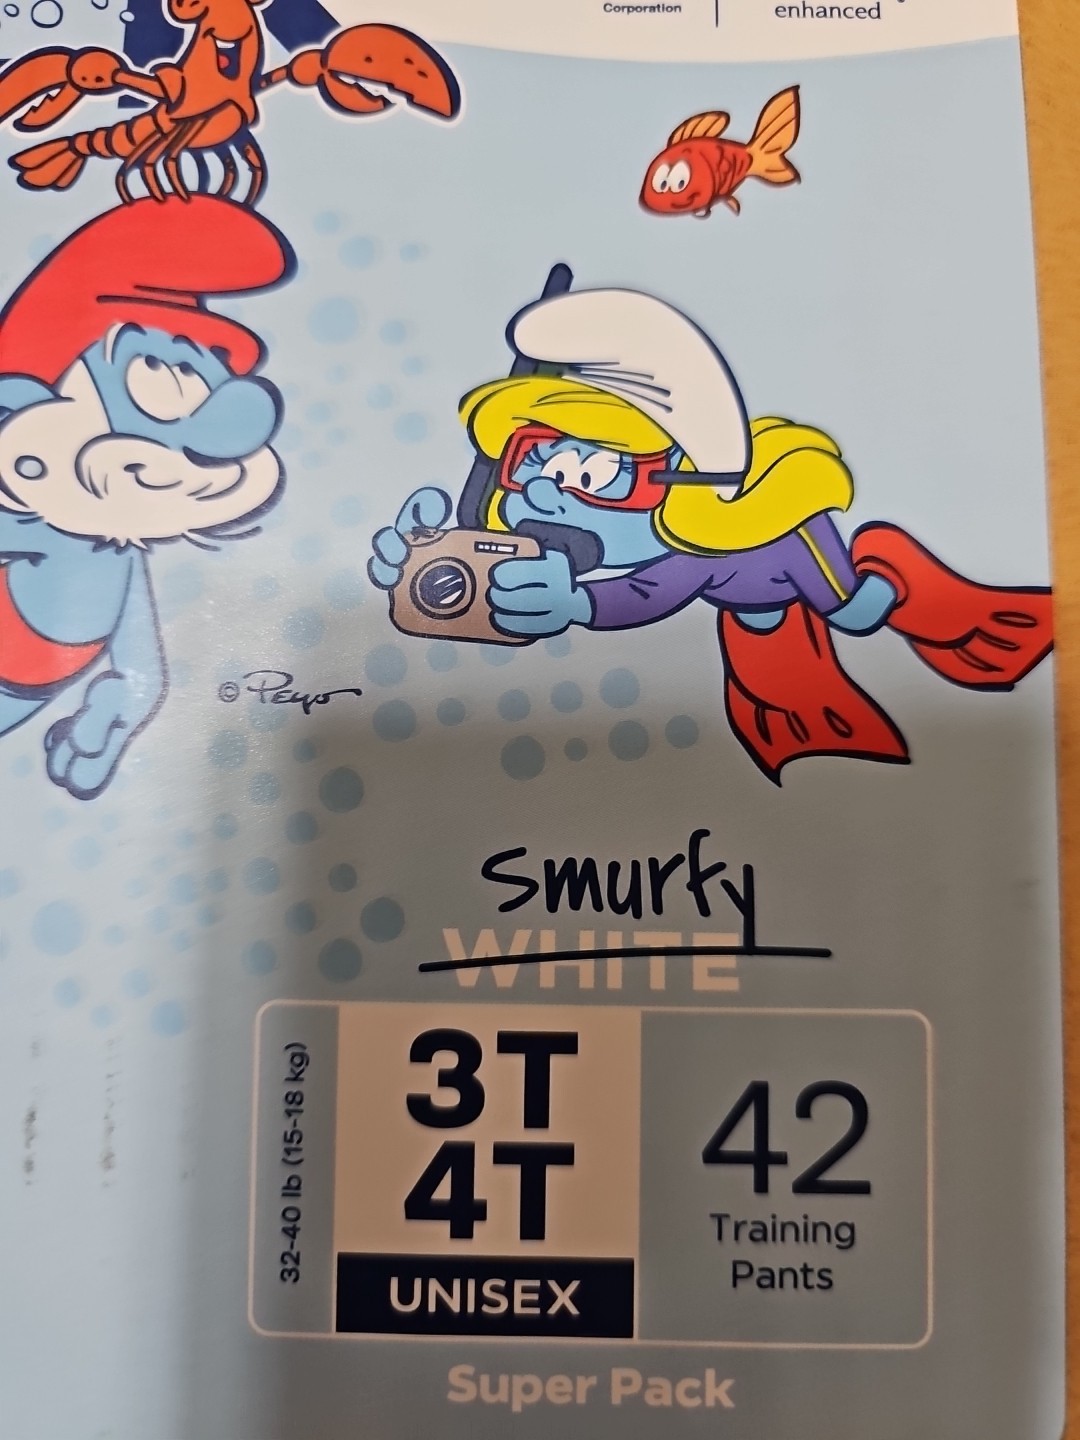 Corporation
enhanced
© Peyo
Smurfy
WHITE
32-40 lb (15-18 kg)
3T
4T
UNISEX
42
Training
Pants
Super Pack